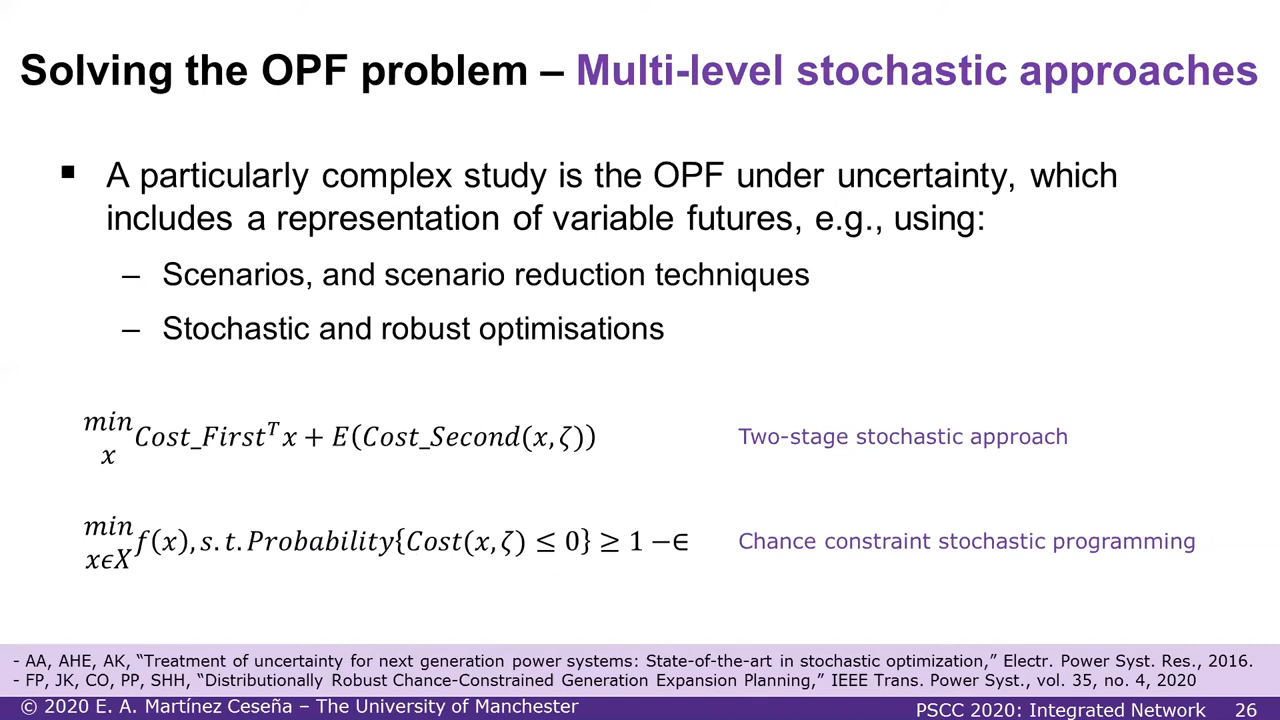 Solving the OPF problem – Multi-level stochastic approaches
▪ A particularly complex study is the OPF under uncertainty, which
includes a representation of variable futures, e.g., using:
– Scenarios, and scenario reduction techniques
– Stochastic and robust optimisations
min
x Cost_First^T x + E(Cost_Second(x, ζ))
Two-stage stochastic approach
min
xϵX f(x), s.t. Probability{Cost(x, ζ) ≤ 0} ≥ 1 −∈
Chance constraint stochastic programming
- AA, AHE, AK, “Treatment of uncertainty for next generation power systems: State-of-the-art in stochastic optimization,” Electr. Power Syst. Res., 2016.
- FP, JK, CO, PP, SHH, “Distributionally Robust Chance-Constrained Generation Expansion Planning,” IEEE Trans. Power Syst., vol. 35, no. 4, 2020
© 2020 E. A. Martínez Ceseña – The University of Manchester
PSCC 2020: Integrated Network 26